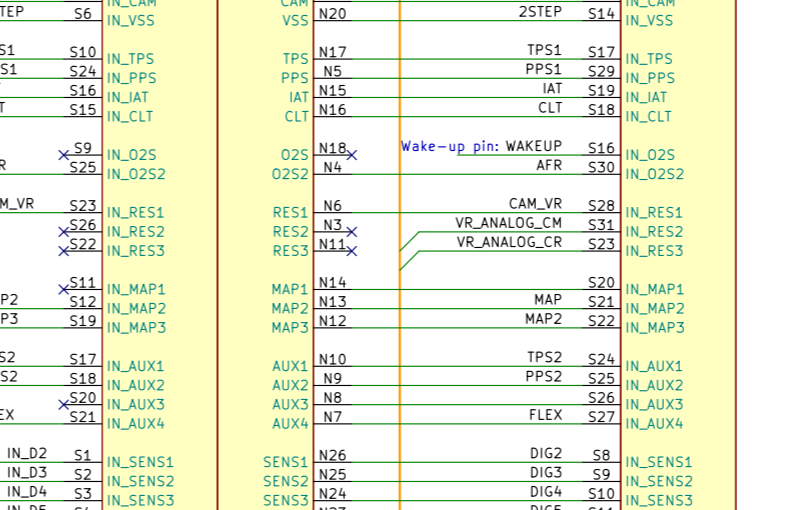 IN_CAM CAM IN_CAM
TEP S6 IN_VSS VSS N20 2STEP S14 IN_VSS
S1 S10 IN_TPS TPS N17 TPS1 S17 IN_TPS
S1 S24 IN_PPS PPS N5 PPS1 S29 IN_PPS
S16 IN_IAT IAT N15 IAT S19 IN_IAT
T S15 IN_CLT CLT N16 CLT S18 IN_CLT
S9 IN_O2S O2S N18 Wake-up pin: WAKEUP S16 IN_O2S
R S25 IN_O2S2 O2S2 N4 AFR S30 IN_O2S2
M_VR S23 IN_RES1 RES1 N6 CAM_VR S28 IN_RES1
S26 IN_RES2 RES2 N3 VR_ANALOG_CM S31 IN_RES2
S22 IN_RES3 RES3 N11 VR_ANALOG_CR S23 IN_RES3
S11 IN_MAP1 MAP1 N14 S20 IN_MAP1
P2 S12 IN_MAP2 MAP2 N13 MAP S21 IN_MAP2
P3 S19 IN_MAP3 MAP3 N12 MAP2 S22 IN_MAP3
S2 S17 IN_AUX1 AUX1 N10 TPS2 S24 IN_AUX1
S2 S18 IN_AUX2 AUX2 N9 PPS2 S25 IN_AUX2
S20 IN_AUX3 AUX3 N8 S26 IN_AUX3
EX S21 IN_AUX4 AUX4 N7 FLEX S27 IN_AUX4
IN_D2 S1 IN_SENS1 SENS1 N26 DIG2 S8 IN_SENS1
IN_D3 S2 IN_SENS2 SENS2 N25 DIG3 S9 IN_SENS2
IN_D4 S3 IN_SENS3 SENS3 N24 DIG4 S10 IN_SENS3
IN_D5 S4 N23 DIG5 S11